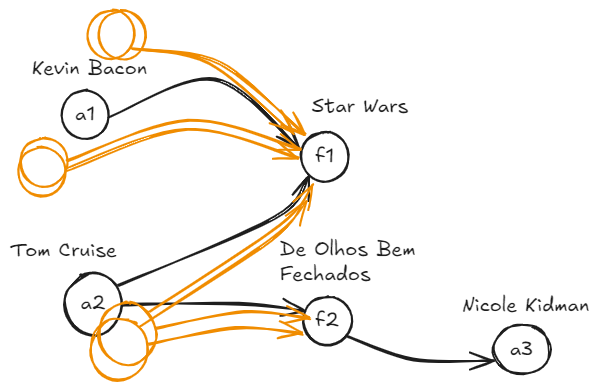 Kevin Bacon
a1
Star Wars
f1
Tom Cruise
a2
De Olhos Bem
Fechados
f2
Nicole Kidman
a3